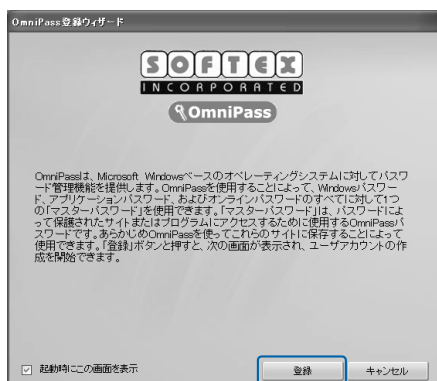 OmniPass登録ウィザード
SOFTEX
INCORPORATED
OmniPass
OmniPassは、Microsoft Windowsベースのオペレーティングシステムに対してパスワ
ード管理機能を提供します。OmniPassを使用することによって、Windowsパスワー
ド、アプリケーションパスワード、およびオンラインパスワードのすべてに対して1つ
の「マスターパスワード」を使用できます。「マスターパスワード」は、パスワードによ
って保護されたサイトまたはプログラムにアクセスするために使用するOmniPassパ
スワードです。あらかじめOmniPassを使ってこれらのサイトに保存することによって
使用できます。「登録」ボタンと押すと、次の画面が表示され、ユーザアカウントの作
成を開始できます。
起動時にこの画面を表示
登録
キャンセル